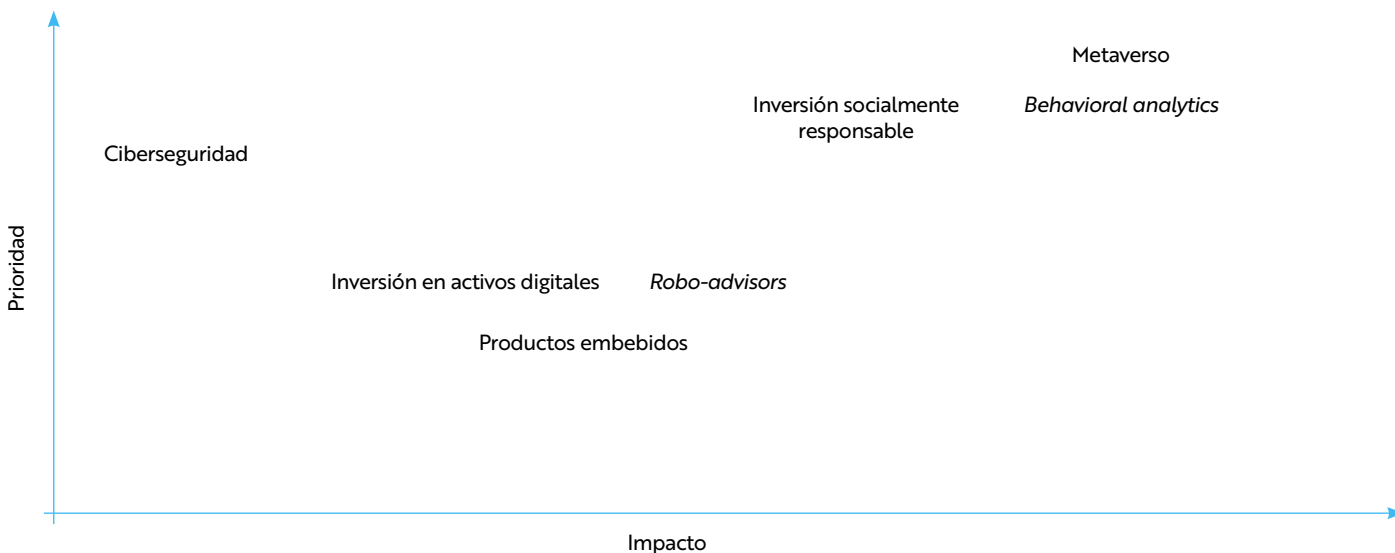 Metaverso
Inversión socialmente
responsable
Behavioral analytics
Ciberseguridad
Prioridad
Inversión en activos digitales
Robo-advisors
Productos embebidos
Impacto